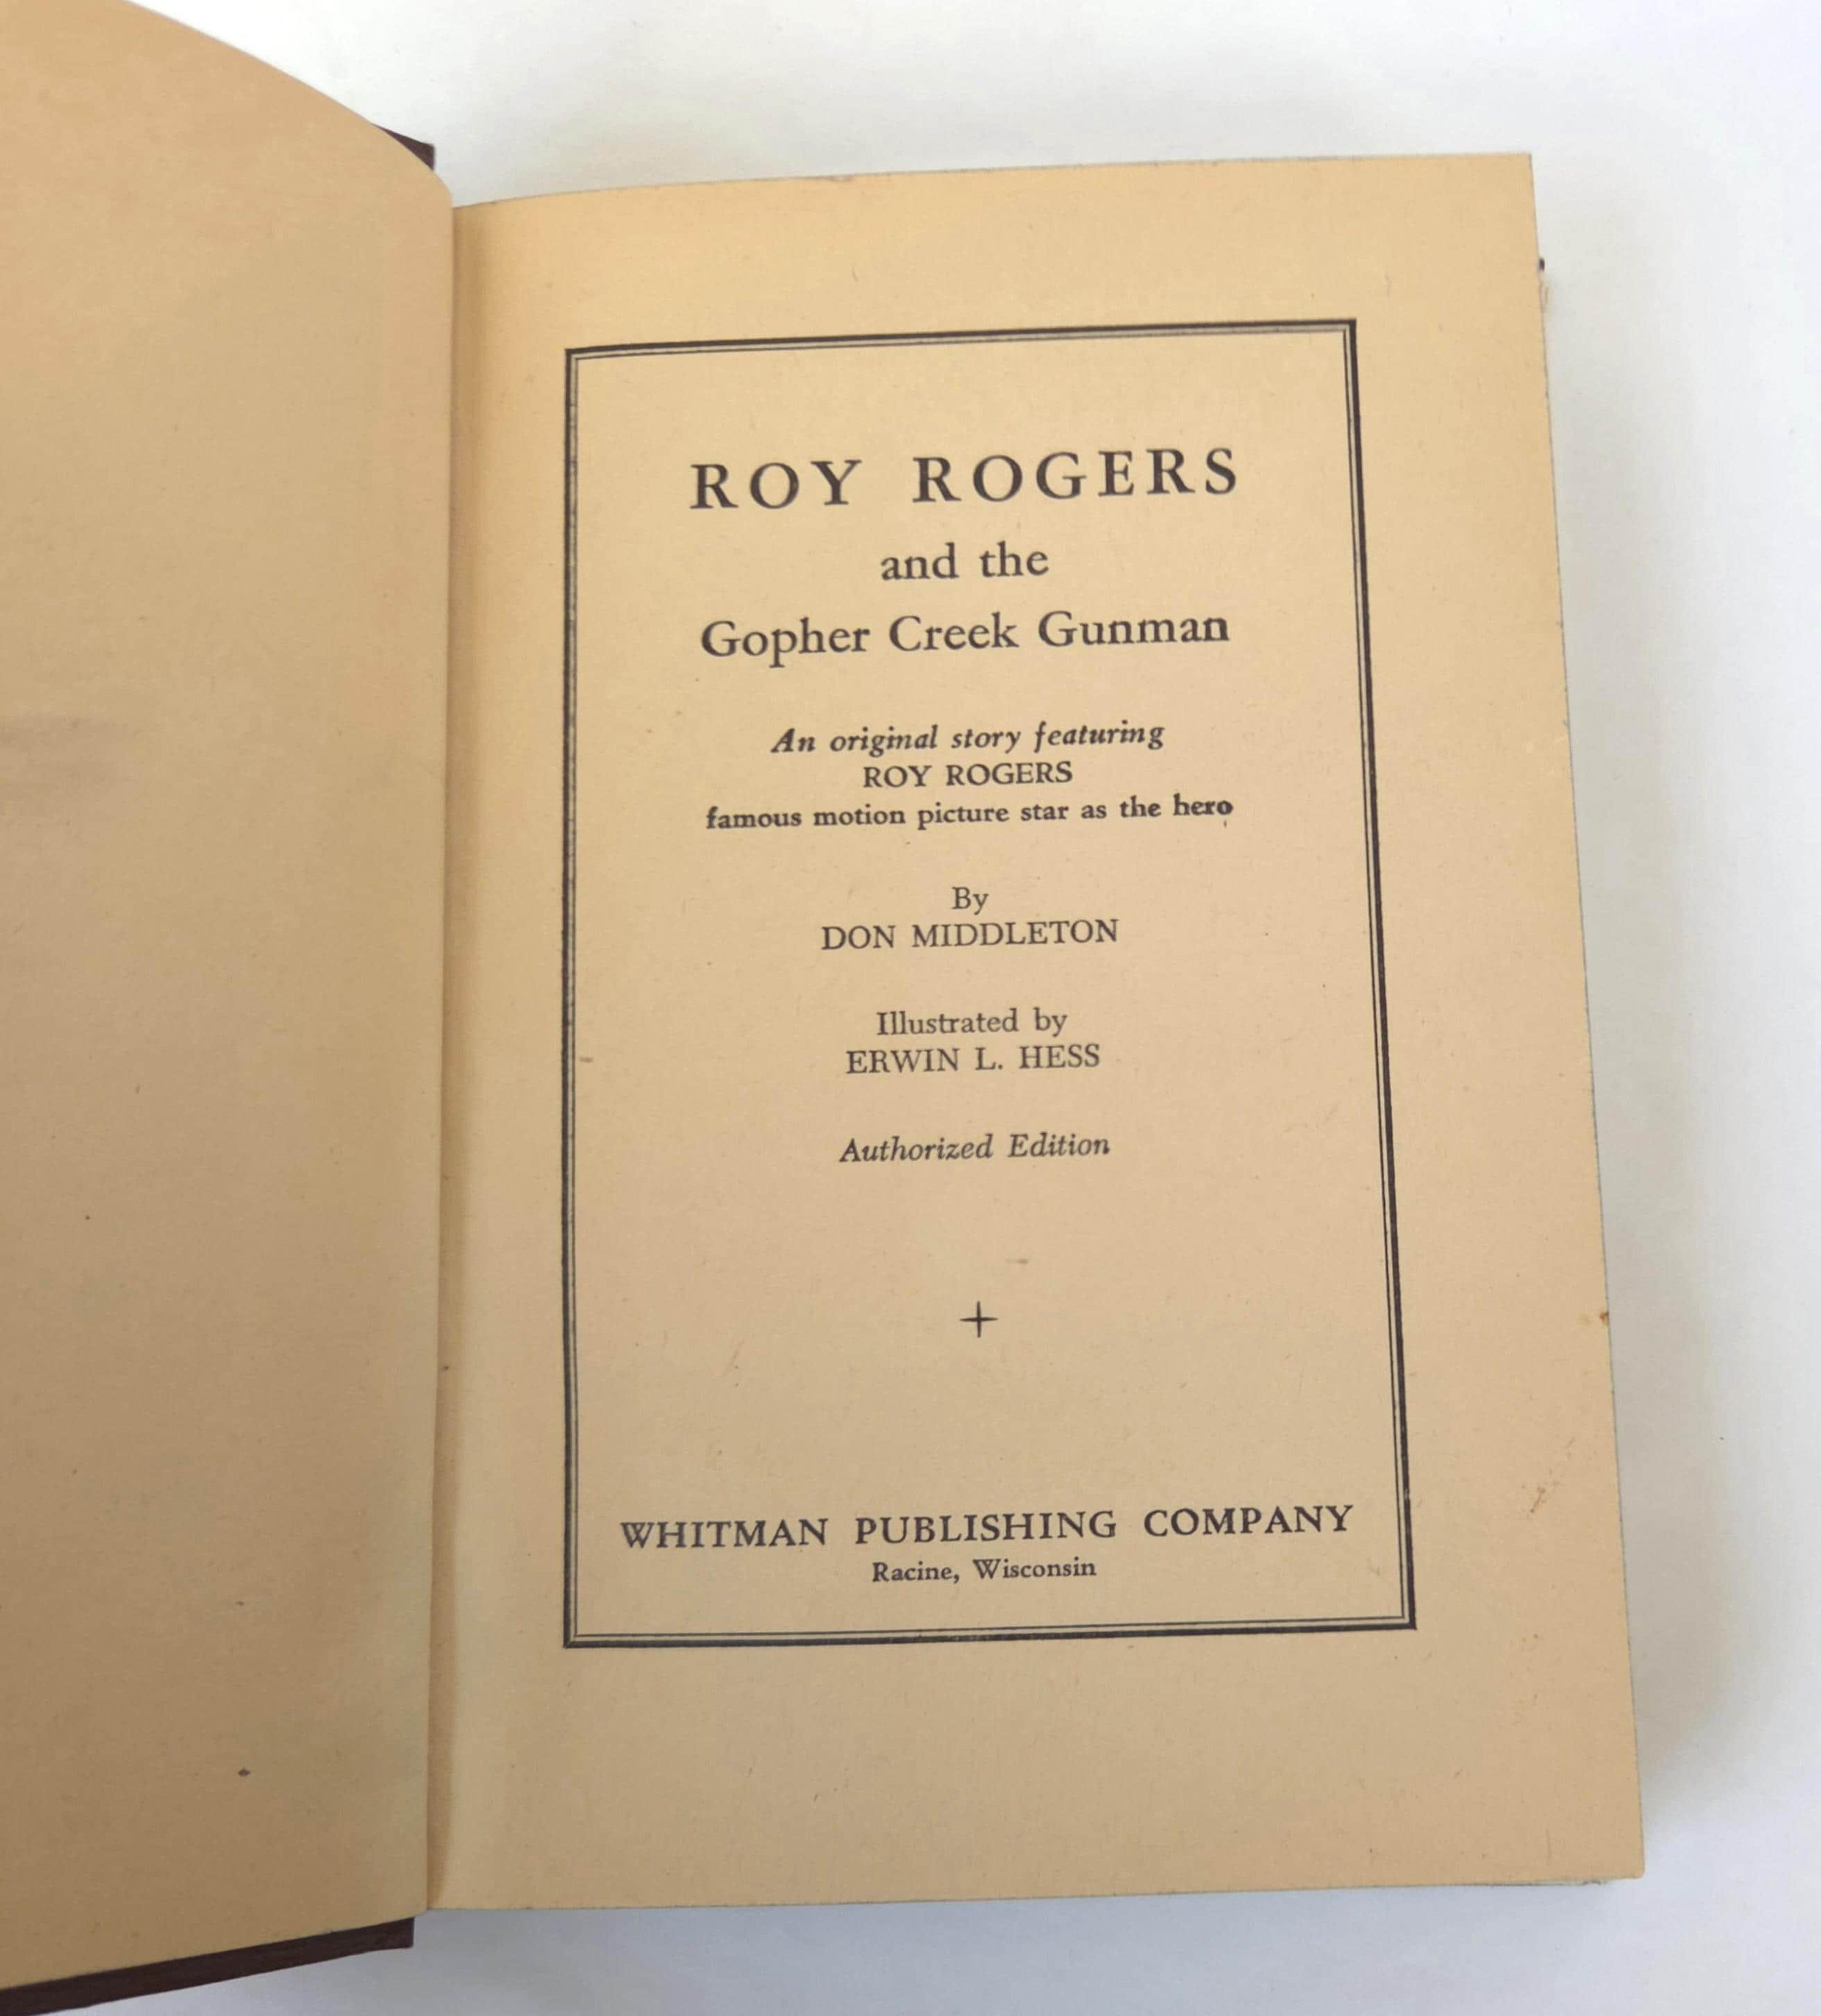 ROY ROGERS
and the
Gopher Creek Gunman
An original story featuring
ROY ROGERS
famous motion picture star as the hero
By
DON MIDDLETON
Illustrated by
ERWIN L. HESS
Authorized Edition
+
WHITMAN PUBLISHING COMPANY
Racine, Wisconsin